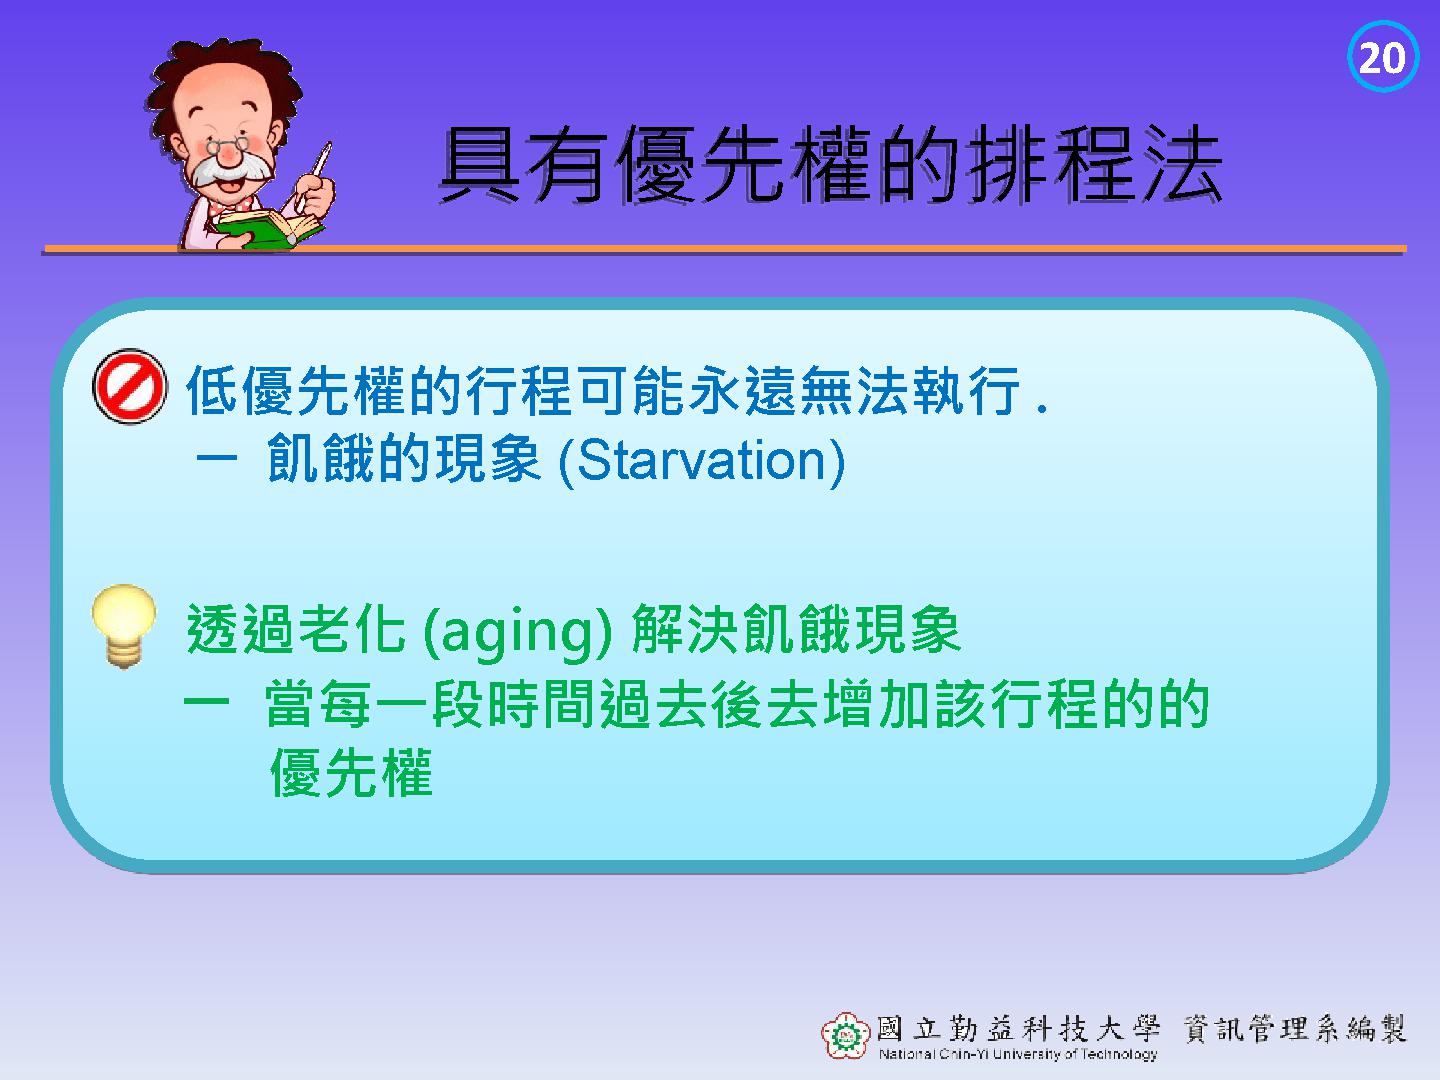 20
具有優先權的排程法
低優先權的行程可能永遠無法執行 .
－ 飢餓的現象 (Starvation)
透過老化 (aging) 解決飢餓現象
－ 當每一段時間過去後去增加該行程的的
優先權
國立勤益科技大學 資訊管理系編製
National Chin-Yi University of Technology